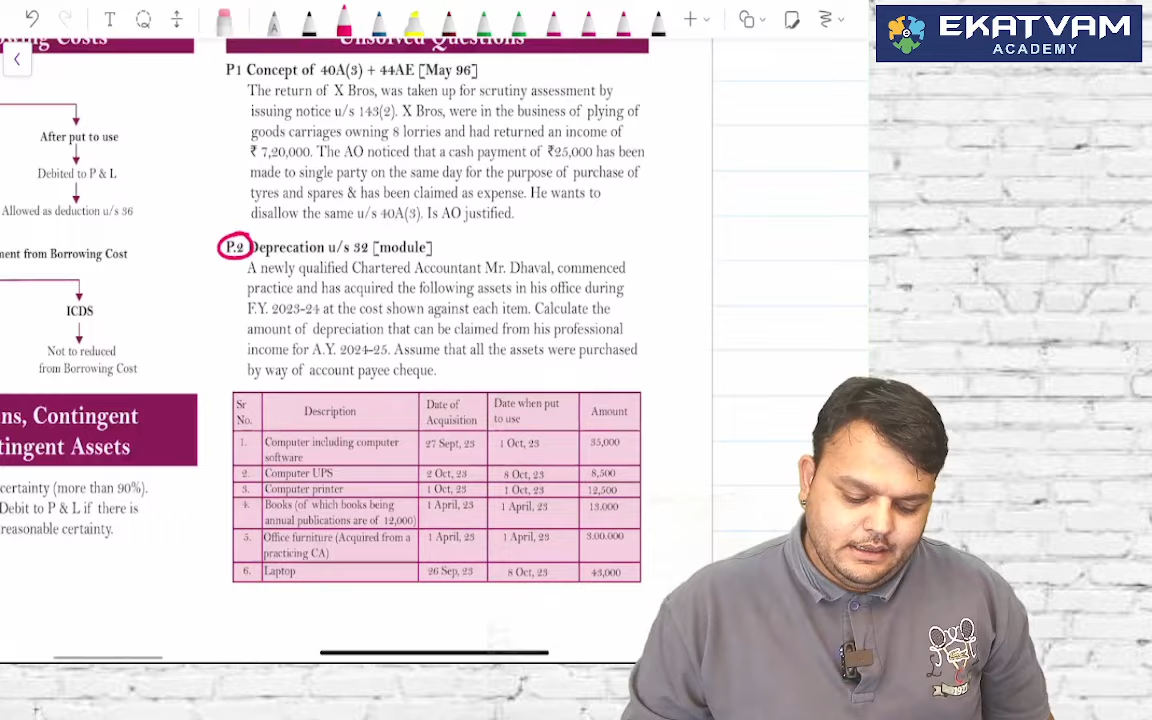 EKATVAM
ACADEMY
T
A
wing Costs
Unsolved Questions
After put to use
Debited to P & L
Allowed as deduction u/s 36
ment from Borrowing Cost
ICDS
Not to reduced
from Borrowing Cost
ns, Contingent
tingent Assets
certainty (more than 90%).
Debit to P & L if there is
reasonable certainty.
P1 Concept of 40A(3) + 44AE [May 96]
The return of X Bros, was taken up for scrutiny assessment by
issuing notice u/s 143(2). X Bros, were in the business of plying of
goods carriages owning 8 lorries and had returned an income of
₹ 7,20,000. The AO noticed that a cash payment of ₹25,000 has been
made to single party on the same day for the purpose of purchase of
tyres and spares & has been claimed as expense. He wants to
disallow the same u/s 40A(3). Is AO justified.
P.2 Deprecation u/s 32 [module]
A newly qualified Chartered Accountant Mr. Dhaval, commenced
practice and has acquired the following assets in his office during
F.Y. 2023-24 at the cost shown against each item. Calculate the
amount of depreciation that can be claimed from his professional
income for A.Y. 2024-25. Assume that all the assets were purchased
by way of account payee cheque.
Sr No. Description Date of Acquisition Date when put to use Amount
1. Computer including computer software 27 Sept, 23 1 Oct, 23 35,000
2. Computer UPS 2 Oct, 23 8 Oct, 23 8,500
3. Computer printer 1 Oct, 23 1 Oct, 23 12,500
4. Books (of which books being annual publications are of 12,000) 1 April, 23 1 April, 23 13.000
5. Office furniture (Acquired from a practicing CA) 1 April, 23 1 April, 23 3.00.000
6. Laptop 26 Sep, 23 8 Oct, 23 43,000